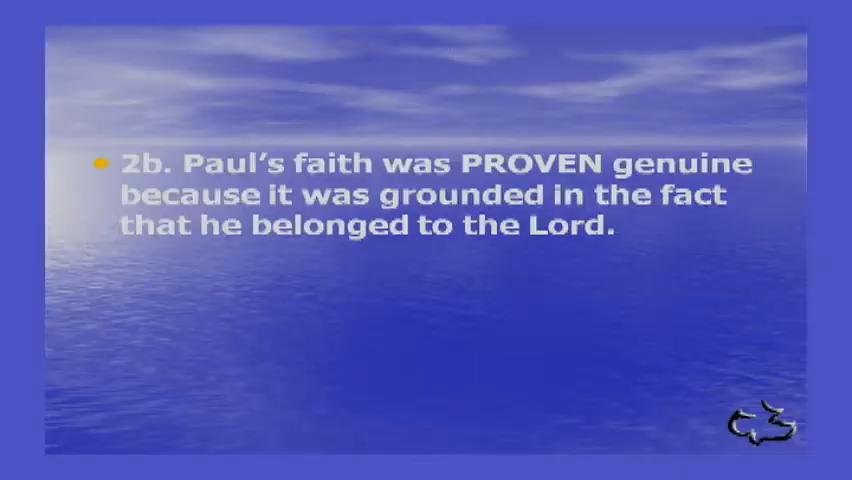 2b. Paul's faith was PROVEN genuine
because it was grounded in the fact
that he belonged to the Lord.